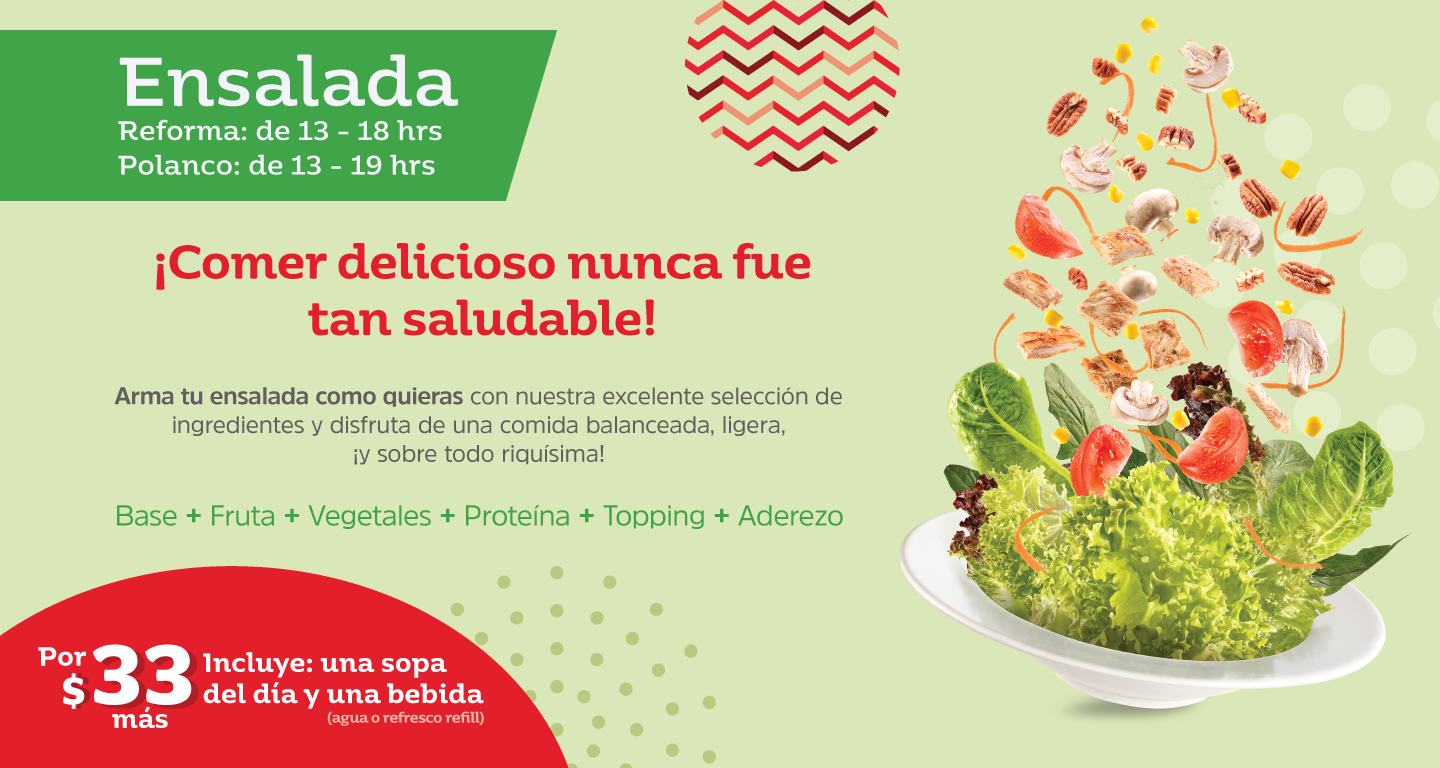 Ensalada
Reforma: de 13 - 18 hrs
Polanco: de 13 - 19 hrs
¡Comer delicioso nunca fue
tan saludable!
Arma tu ensalada como quieras con nuestra excelente selección de
ingredientes y disfruta de una comida balanceada, ligera,
¡y sobre todo riquísima!
Base + Fruta + Vegetales + Proteína + Topping + Aderezo
Por
$33
más
Incluye: una sopa
del día y una bebida
(agua o refresco refill)